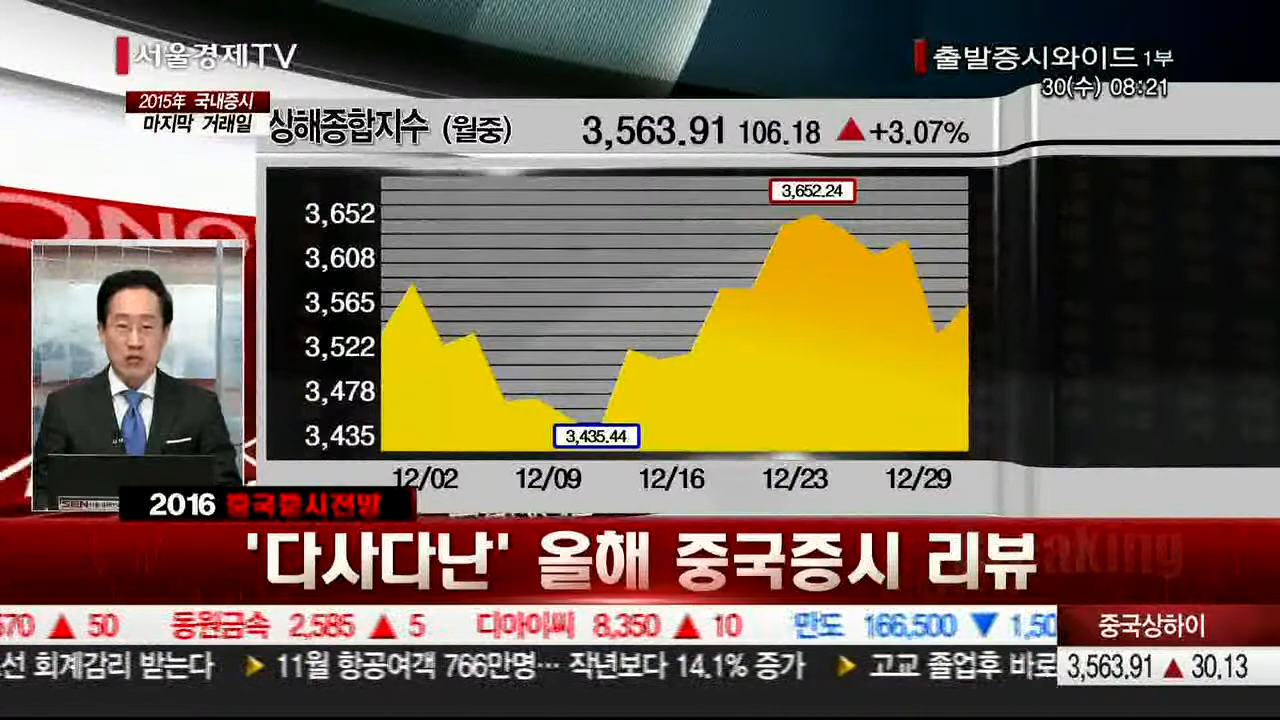 서울경제TV
출발증시와이드 1부
30(수) 08:21
2015年 국내증시
마지막 거래일
상해종합지수 (월중) 3,563.91 106.18 ▲+3.07%
3,652.24
3,652
3,608
3,565
3,522
3,478
3,435
3,435.44
12/02 12/09 12/16 12/23 12/29
2016 중국증시전망
'다사다난' 올해 중국증시 리뷰
570 ▲ 50 동원금속 2,585 ▲ 5 디아이씨 8,350 ▲ 10 만도 166,500 ▼ 1,50
중국상하이
선 회계감리 받는다 ▶ 11월 항공여객 766만명… 작년보다 14.1% 증가 ▶ 고교 졸업후 바로
3,563.91 ▲ 30.13